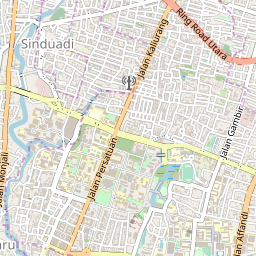 Sinduadi
Jalan Kaliurang
Ring Road Utara
Jalan Gambir
Jalan Monjali
Jalan Persatuan
Jalan Affandi